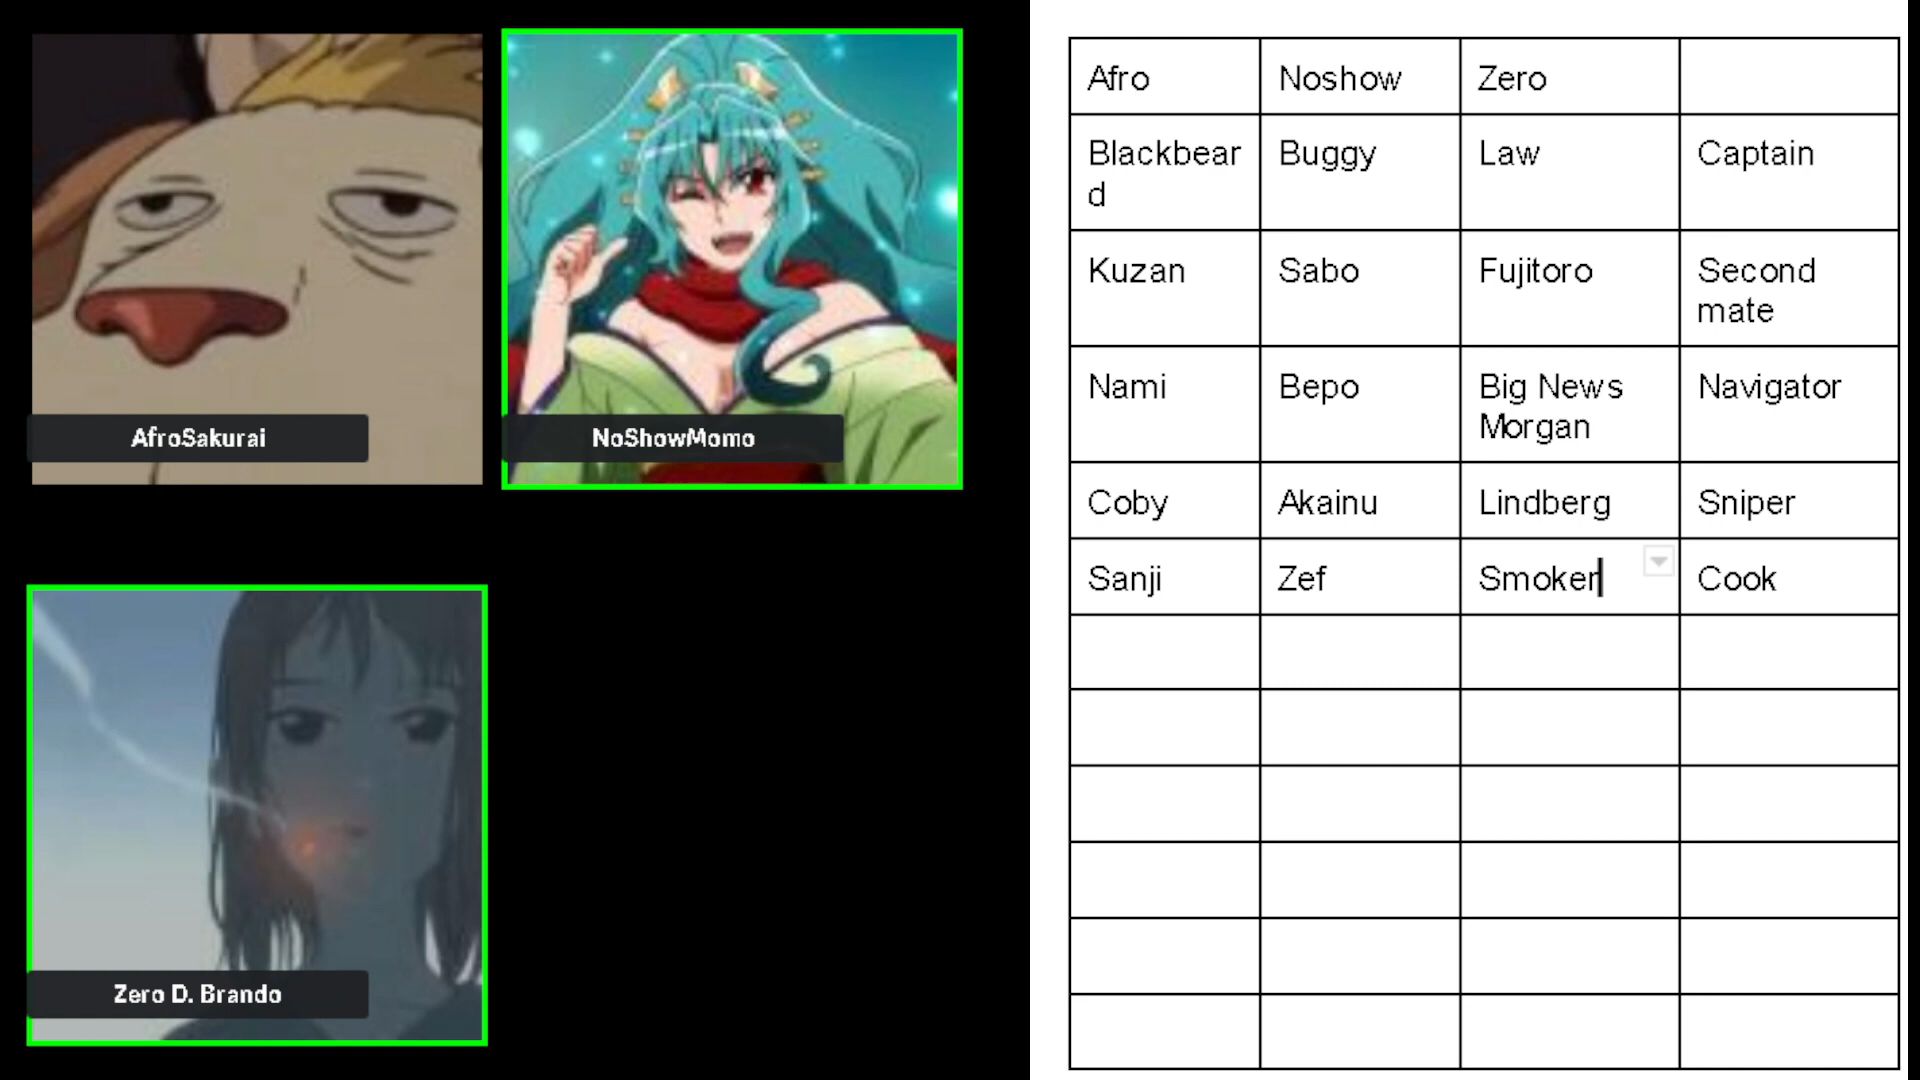 AfroSakurai
NoShowMomo
Zero D. Brando
Afro Noshow Zero
Blackbear Buggy Law Captain
d
Kuzan Sabo Fujitoro Second
mate
Nami Bepo Big News Navigator
Morgan
Coby Akainu Lindberg Sniper
Sanji Zef Smoker Cook